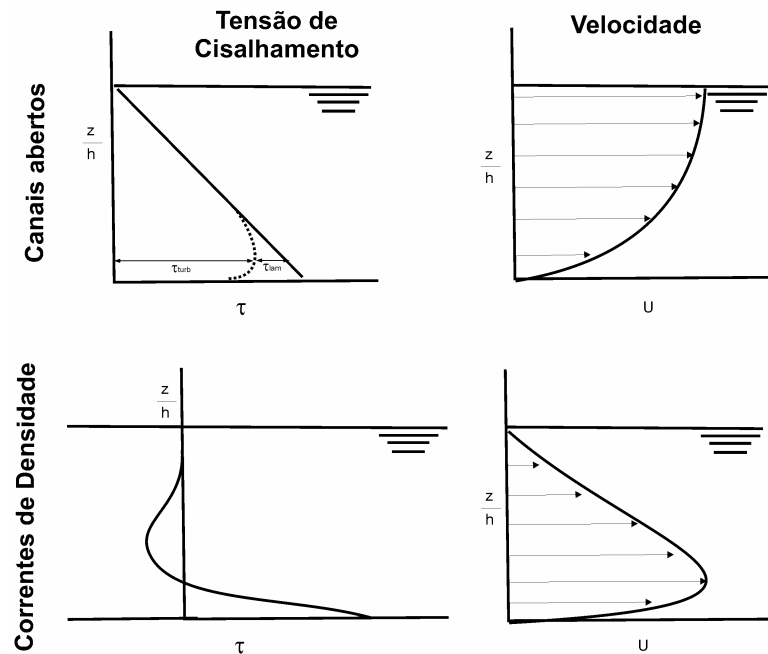 Tensão de
Cisalhamento
Velocidade
Canais abertos
z
h
τturb
τlam
τ
z
h
U
Correntes de Densidade
z
h
τ
z
h
U